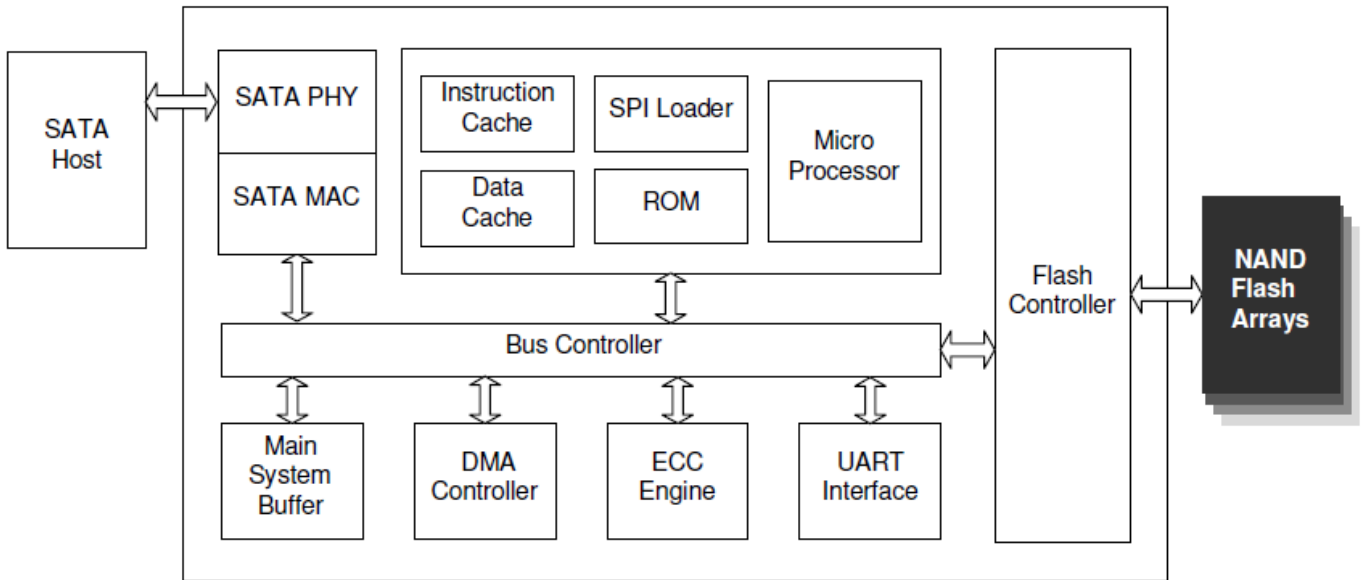 SATA
Host
SATA PHY
SATA MAC
Instruction
Cache
Data
Cache
SPI Loader
ROM
Micro
Processor
Flash
Controller
NAND
Flash
Arrays
Bus Controller
Main
System
Buffer
DMA
Controller
ECC
Engine
UART
Interface